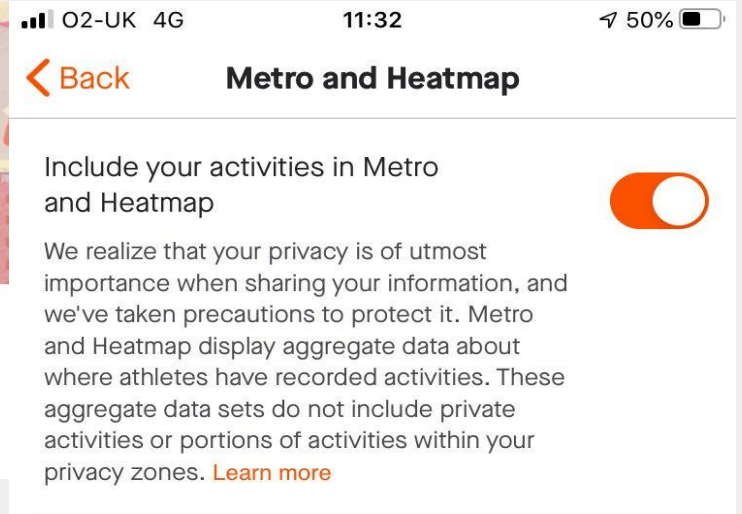 O2-UK 4G 11:32 50%
Back Metro and Heatmap
Include your activities in Metro
and Heatmap
We realize that your privacy is of utmost
importance when sharing your information, and
we've taken precautions to protect it. Metro
and Heatmap display aggregate data about
where athletes have recorded activities. These
aggregate data sets do not include private
activities or portions of activities within your
privacy zones. Learn more